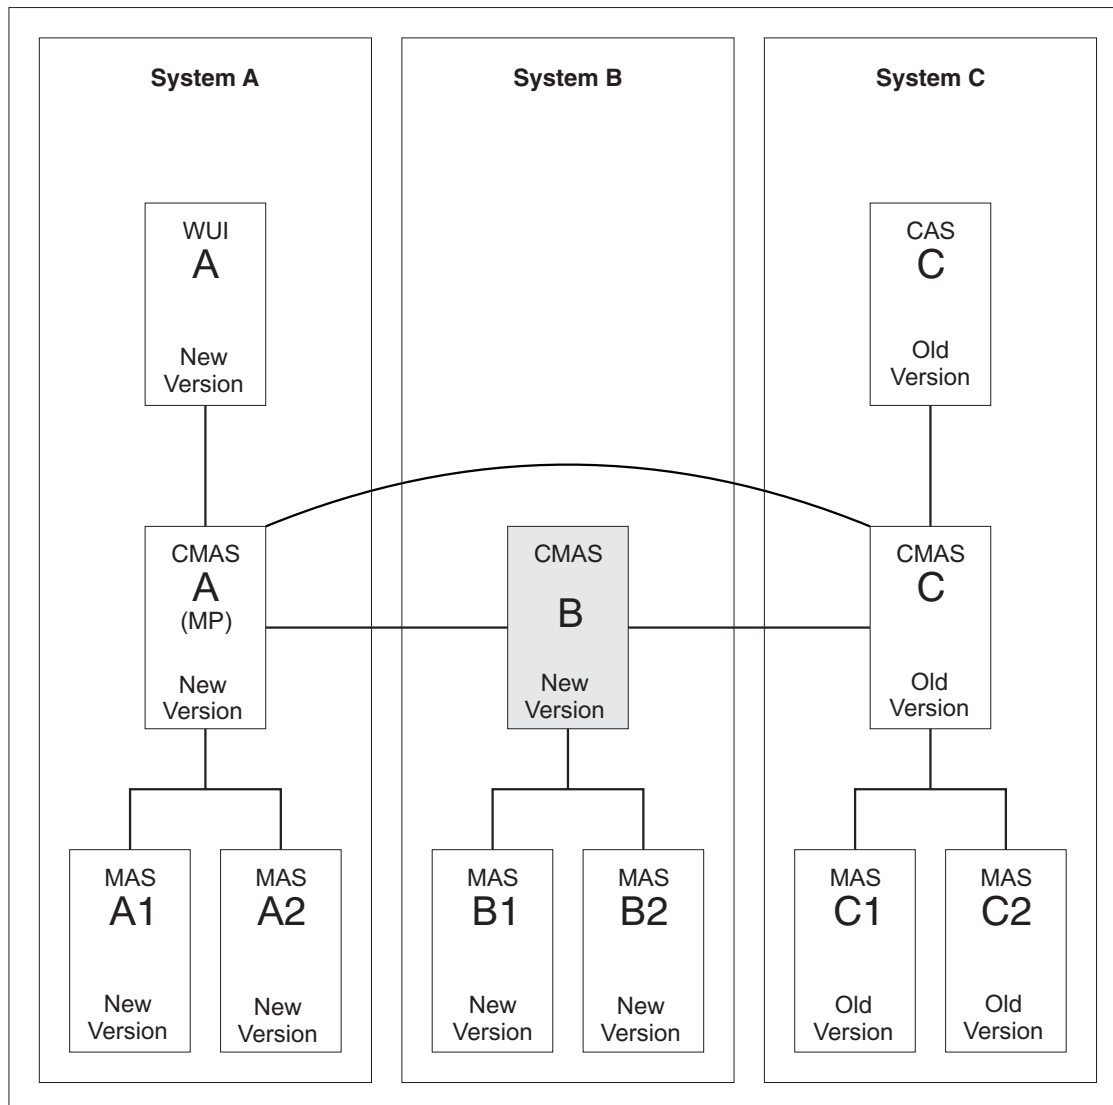 System A
System B
System C
WUI
A
New
Version
CAS
C
Old
Version
CMAS
A
(MP)
New
Version
CMAS
B
New
Version
CMAS
C
Old
Version
MAS
A1
New
Version
MAS
A2
New
Version
MAS
B1
New
Version
MAS
B2
New
Version
MAS
C1
Old
Version
MAS
C2
Old
Version